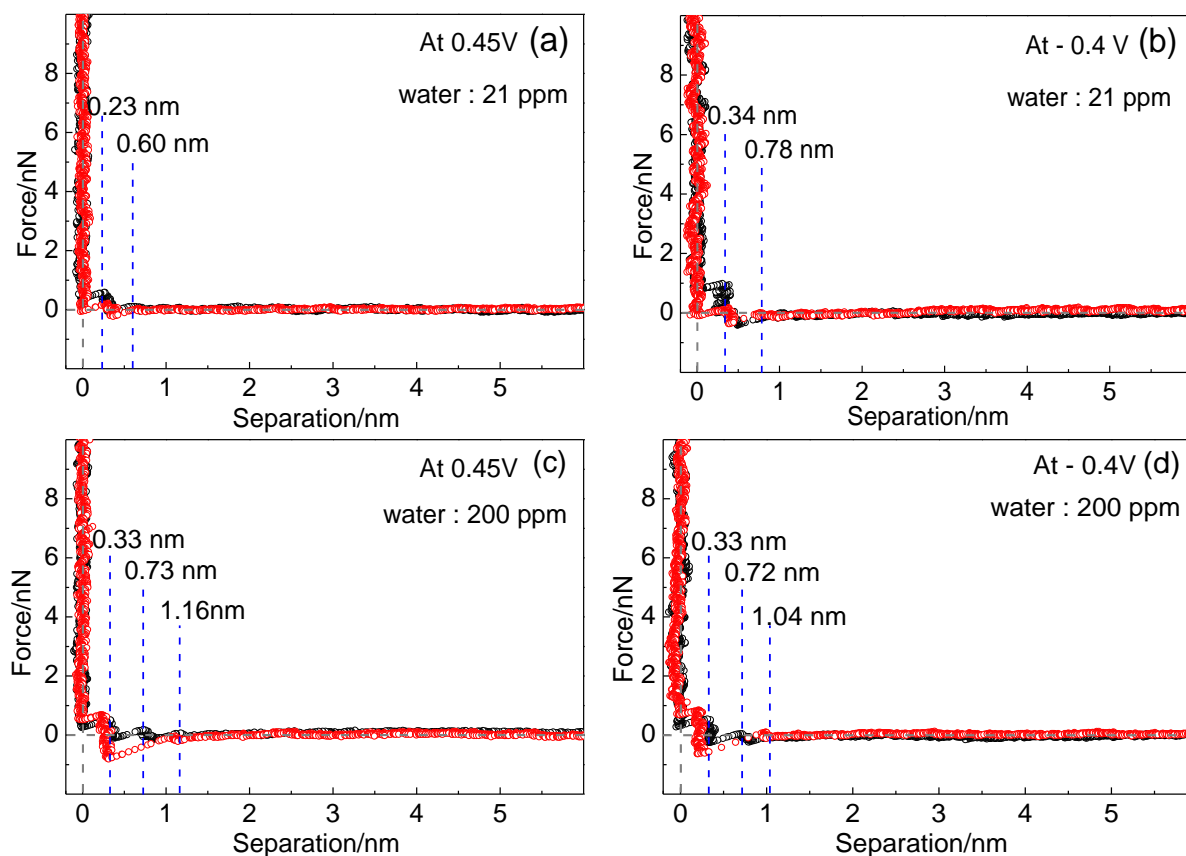 At 0.45V (a)
water : 21 ppm
0.23 nm
0.60 nm
Force/nN
8
6
4
2
0
0 1 2 3 4 5
Separation/nm
At - 0.4 V (b)
water : 21 ppm
0.34 nm
0.78 nm
Force/nN
8
6
4
2
0
0 1 2 3 4 5
Separation/nm
At 0.45V (c)
water : 200 ppm
0.33 nm
0.73 nm
1.16nm
Force/nN
8
6
4
2
0
0 1 2 3 4 5
Separation/nm
At - 0.4V (d)
water : 200 ppm
0.33 nm
0.72 nm
1.04 nm
Force/nN
8
6
4
2
0
0 1 2 3 4 5
Separation/nm